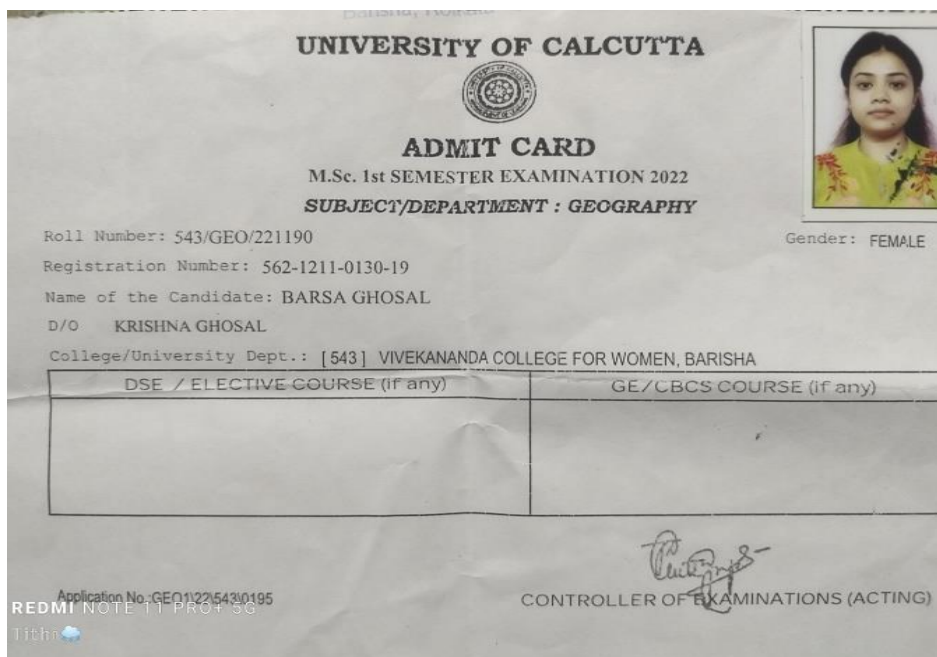 Barisha, Kolkata
UNIVERSITY OF CALCUTTA
ADMIT CARD
M.Sc. 1st SEMESTER EXAMINATION 2022
SUBJECT/DEPARTMENT : GEOGRAPHY
Roll Number: 543/GEO/221190
Gender: FEMALE
Registration Number: 562-1211-0130-19
Name of the Candidate: BARSA GHOSAL
D/O KRISHNA GHOSAL
College/University Dept.: [543] VIVEKANANDA COLLEGE FOR WOMEN, BARISHA
DSE / ELECTIVE COURSE (if any)
GE/CBCS COURSE (if any)
Application No.:GEO1\22\543\0195
CONTROLLER OF EXAMINATIONS (ACTING)
REDMI NOTE 11 PRO+ 5G
Titha